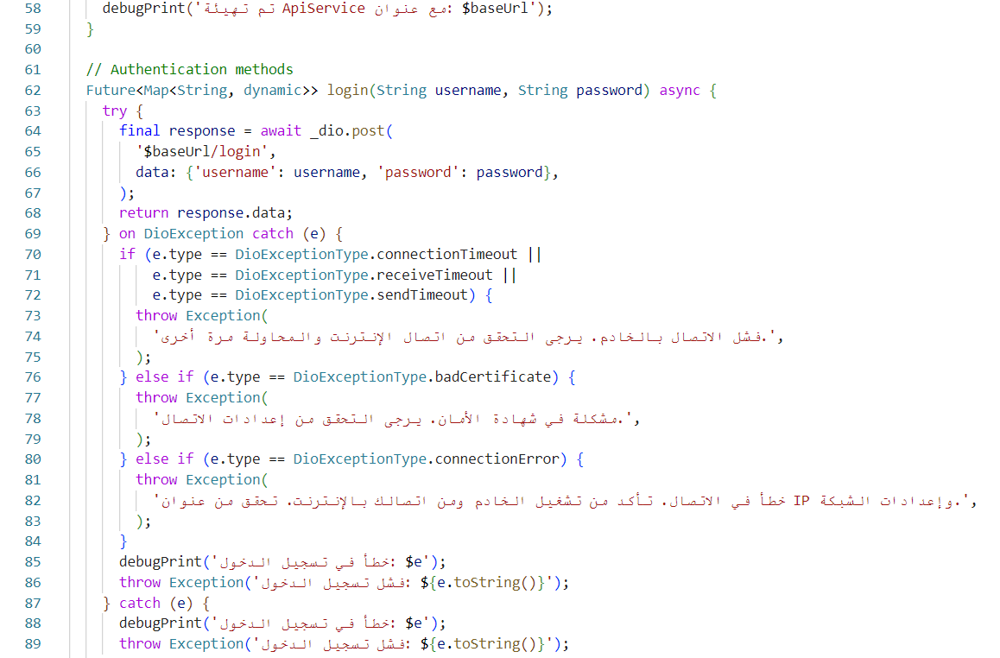 58 debugPrint('تم تهيئة ApiService مع عنوان: $baseUrl');
59 }
60
61 // Authentication methods
62 Future<Map<String, dynamic>> login(String username, String password) async {
63 try {
64 final response = await _dio.post(
65 '$baseUrl/login',
66 data: {'username': username, 'password': password},
67 );
68 return response.data;
69 } on DioException catch (e) {
70 if (e.type == DioExceptionType.connectionTimeout ||
71 e.type == DioExceptionType.receiveTimeout ||
72 e.type == DioExceptionType.sendTimeout) {
73 throw Exception(
74 'فشل الاتصال بالخادم. يرجى التحقق من اتصال الإنترنت والمحاولة مرة أخرى.',
75 );
76 } else if (e.type == DioExceptionType.badCertificate) {
77 throw Exception(
78 'مشكلة في شهادة الأمان. يرجى التحقق من إعدادات الاتصال.',
79 );
80 } else if (e.type == DioExceptionType.connectionError) {
81 throw Exception(
82 'خطأ في الاتصال. تأكد من تشغيل الخادم ومن اتصالك بالإنترنت. تحقق من عنوان IP وإعدادات الشبكة.',
83 );
84 }
85 debugPrint('خطأ في تسجيل الدخول: $e');
86 throw Exception('فشل تسجيل الدخول: ${e.toString()}');
87 } catch (e) {
88 debugPrint('خطأ في تسجيل الدخول: $e');
89 throw Exception('فشل تسجيل الدخول: ${e.toString()}');